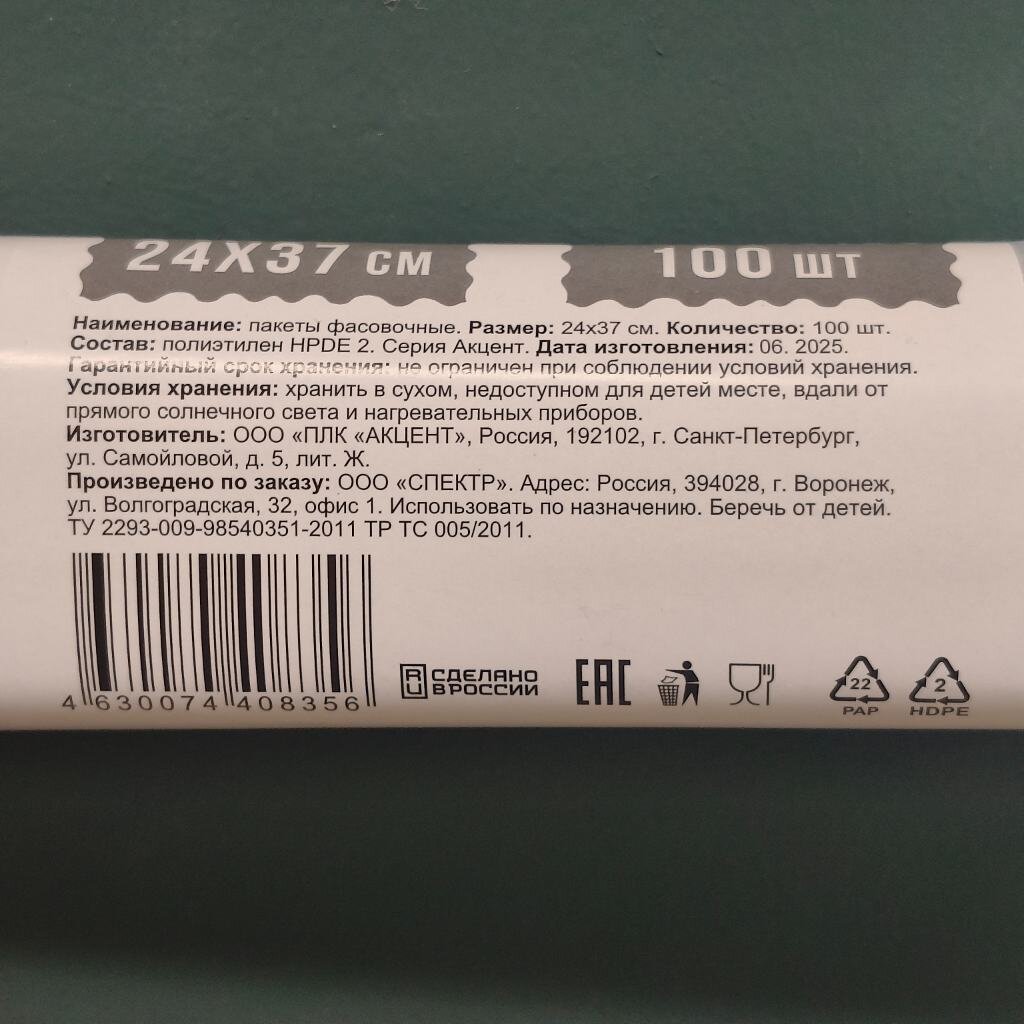 24X37 СМ 100 ШТ
Наименование: пакеты фасовочные. Размер: 24х37 см. Количество: 100 шт.
Состав: полиэтилен HPDE 2. Серия Акцент. Дата изготовления: 06. 2025.
Гарантийный срок хранения: не ограничен при соблюдении условий хранения.
Условия хранения: хранить в сухом, недоступном для детей месте, вдали от
прямого солнечного света и нагревательных приборов.
Изготовитель: ООО «ПЛК «АКЦЕНТ», Россия, 192102, г. Санкт-Петербург,
ул. Самойловой, д. 5, лит. Ж.
Произведено по заказу: ООО «СПЕКТР». Адрес: Россия, 394028, г. Воронеж,
ул. Волгоградская, 32, офис 1. Использовать по назначению. Беречь от детей.
ТУ 2293-009-98540351-2011 ТР ТС 005/2011.
4 630074 408356
RU СДЕЛАНО
В РОССИИ
EAC
22
PAP
2
HDPE